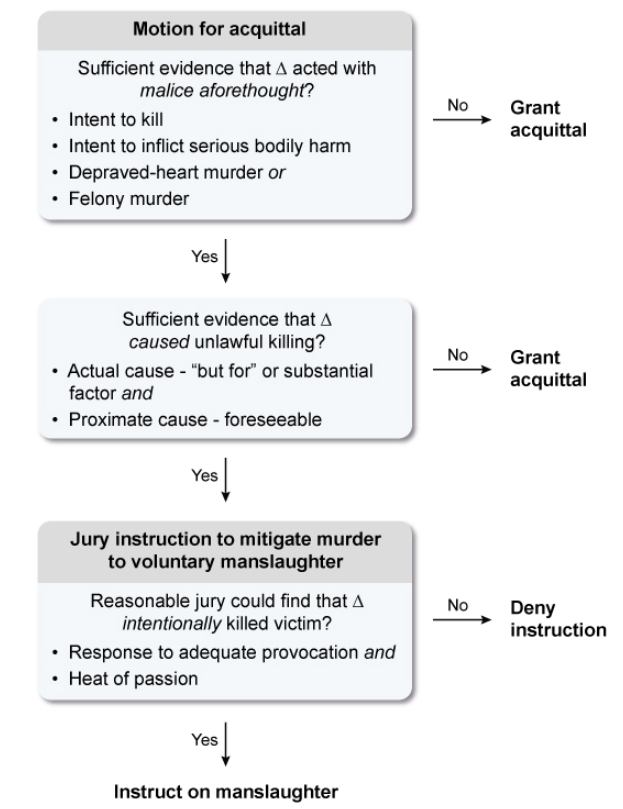 Motion for acquittal
Sufficient evidence that Δ acted with
malice aforethought?
• Intent to kill
• Intent to inflict serious bodily harm
• Depraved-heart murder or
• Felony murder
No
Grant
acquittal
Yes
Sufficient evidence that Δ
caused unlawful killing?
• Actual cause - “but for” or substantial
factor and
• Proximate cause - foreseeable
No
Grant
acquittal
Yes
Jury instruction to mitigate murder
to voluntary manslaughter
Reasonable jury could find that Δ
intentionally killed victim?
• Response to adequate provocation and
• Heat of passion
No
Deny
instruction
Yes
Instruct on manslaughter